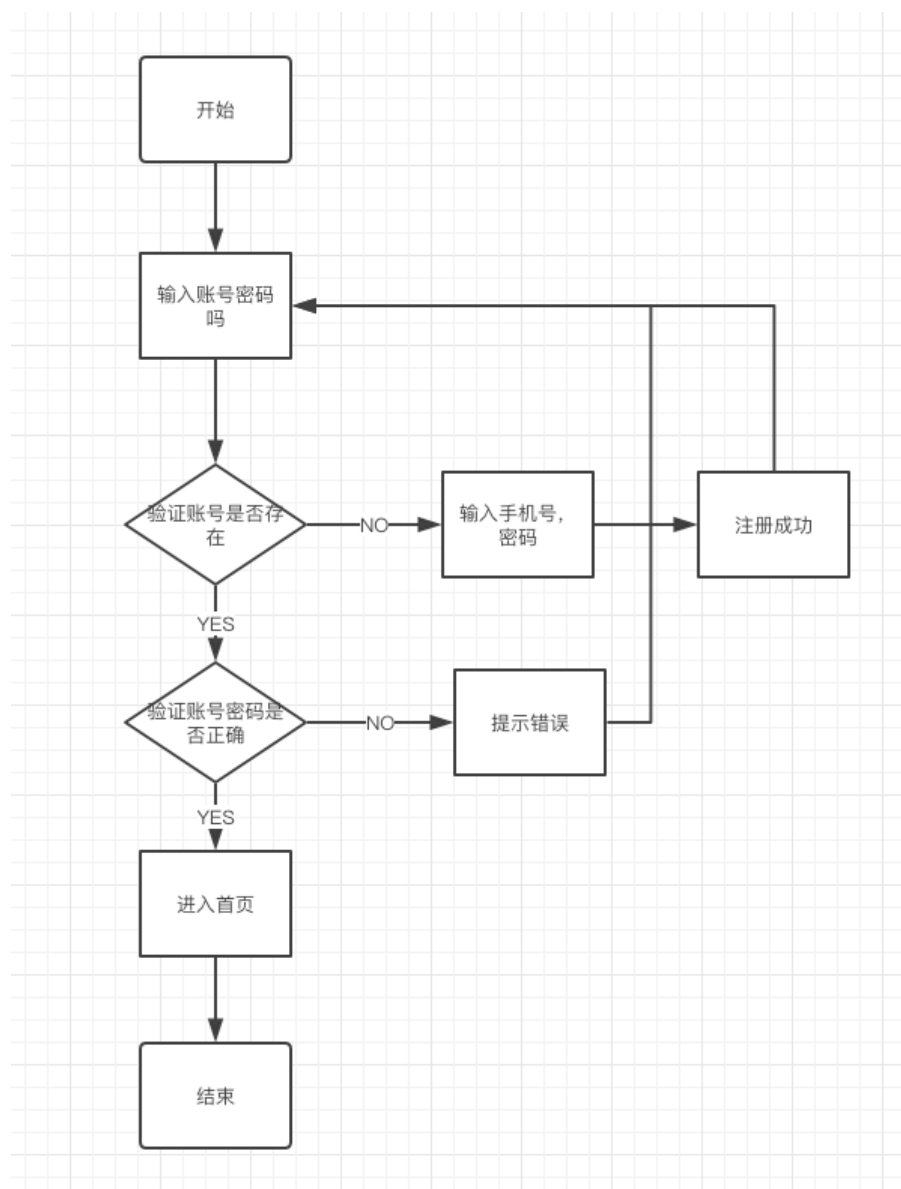 开始
输入账号密码
吗
验证账号是否存
在
NO
输入手机号，
密码
注册成功
YES
验证账号密码是
否正确
NO
提示错误
YES
进入首页
结束